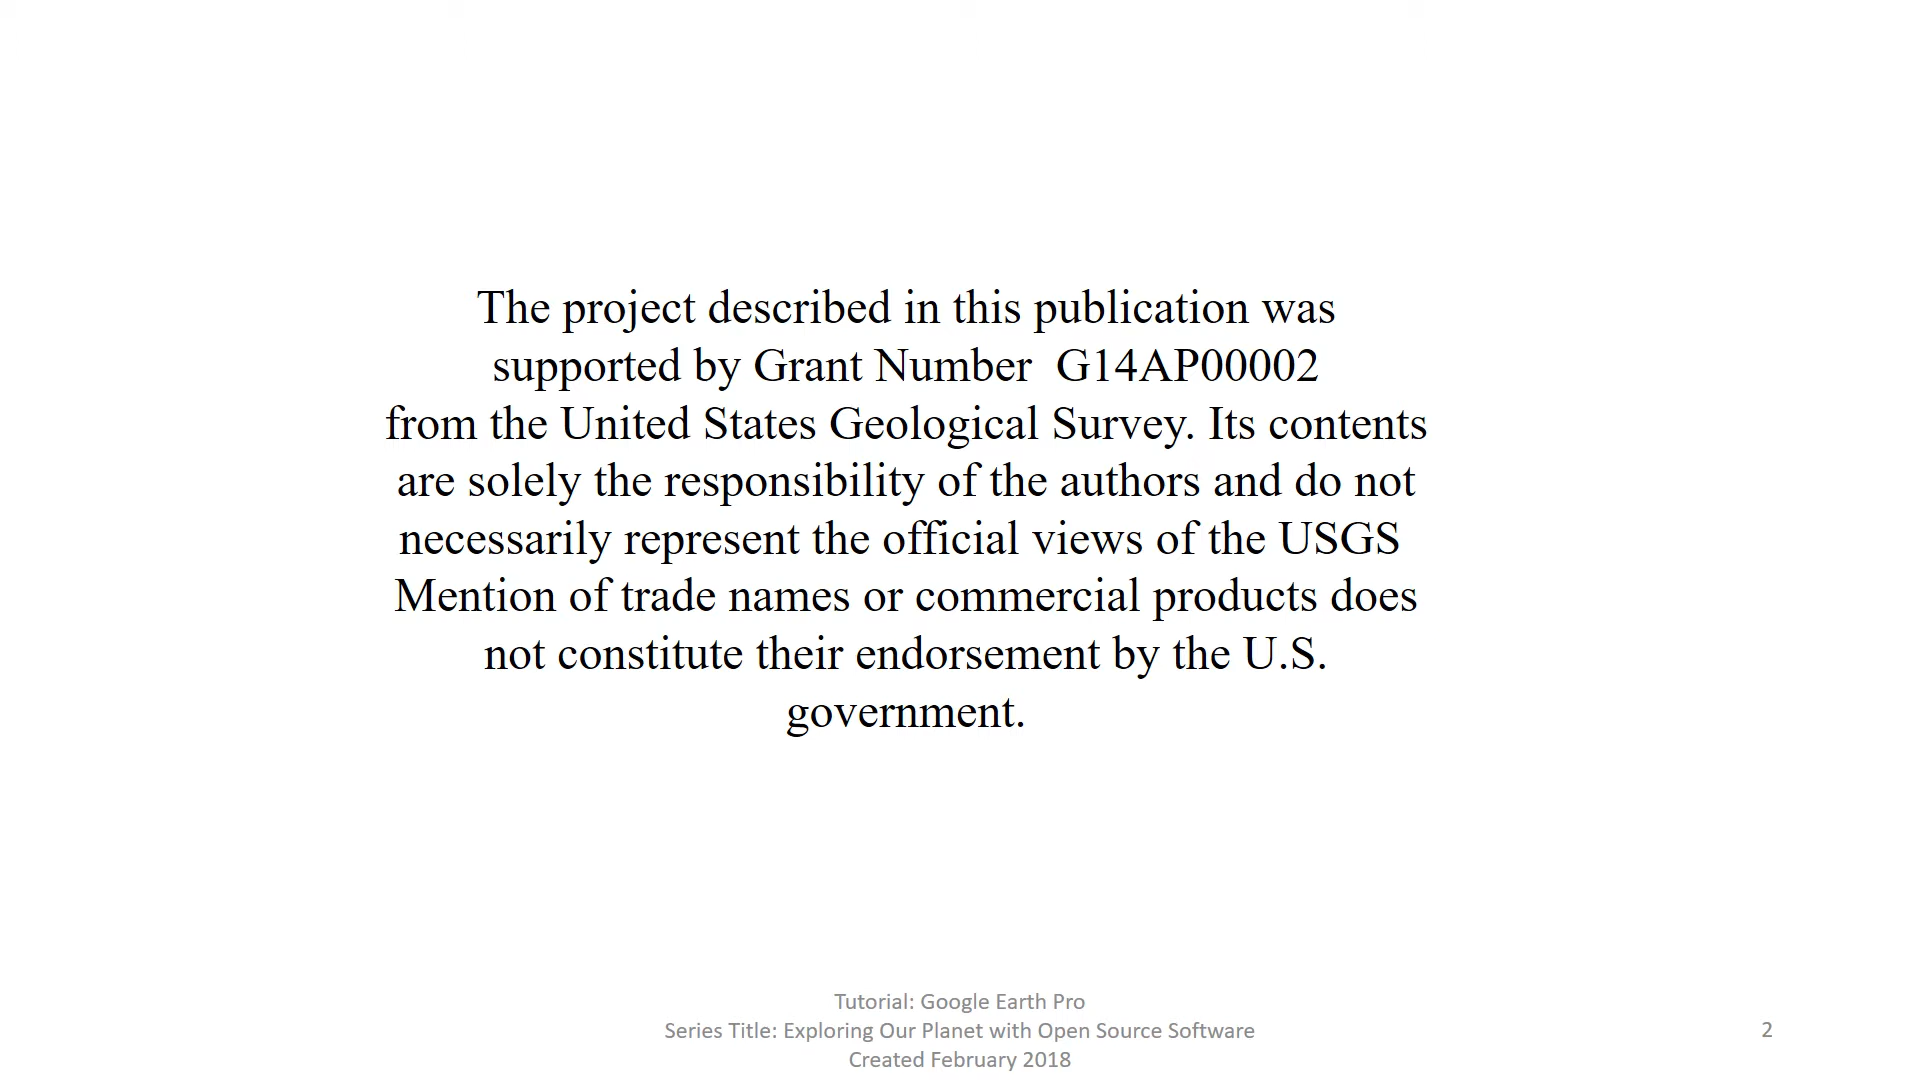 The project described in this publication was
supported by Grant Number  G14AP00002
from the United States Geological Survey. Its contents
are solely the responsibility of the authors and do not
necessarily represent the official views of the USGS
Mention of trade names or commercial products does
not constitute their endorsement by the U.S.
government.
Tutorial: Google Earth Pro
Series Title: Exploring Our Planet with Open Source Software
Created February 2018
2